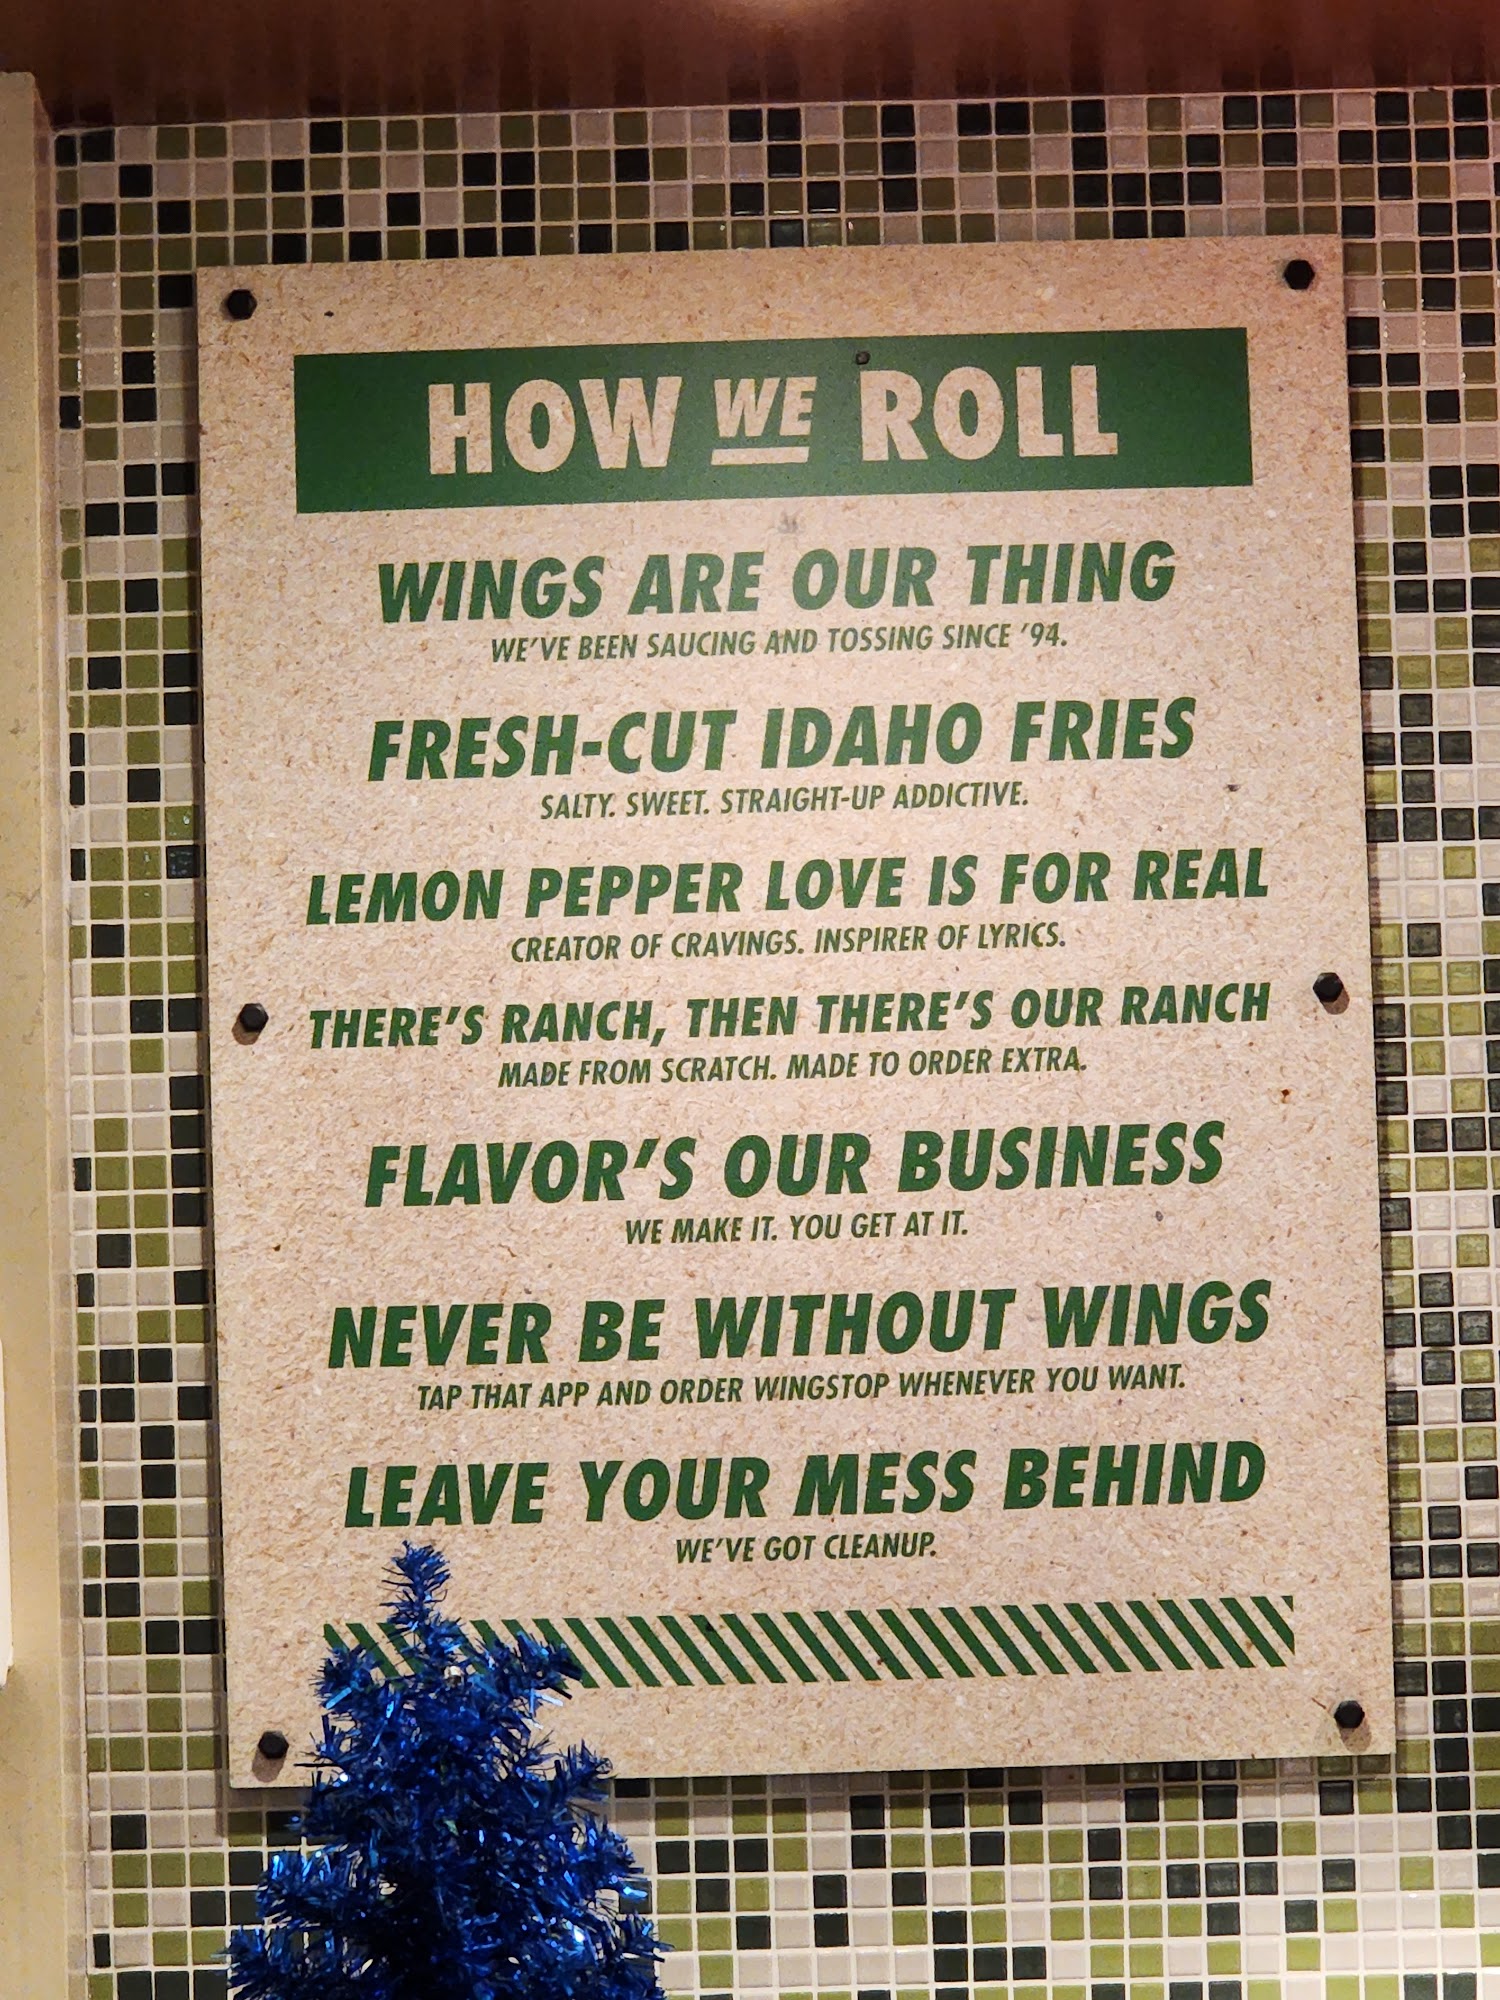 HOW WE ROLL
WINGS ARE OUR THING
WE'VE BEEN SAUCING AND TOSSING SINCE '94.
FRESH-CUT IDAHO FRIES
SALTY. SWEET. STRAIGHT-UP ADDICTIVE.
LEMON PEPPER LOVE IS FOR REAL
CREATOR OF CRAVINGS. INSPIRER OF LYRICS.
THERE'S RANCH, THEN THERE'S OUR RANCH
MADE FROM SCRATCH. MADE TO ORDER EXTRA.
FLAVOR'S OUR BUSINESS
WE MAKE IT. YOU GET AT IT.
NEVER BE WITHOUT WINGS
TAP THAT APP AND ORDER WINGSTOP WHENEVER YOU WANT.
LEAVE YOUR MESS BEHIND
WE'VE GOT CLEANUP.